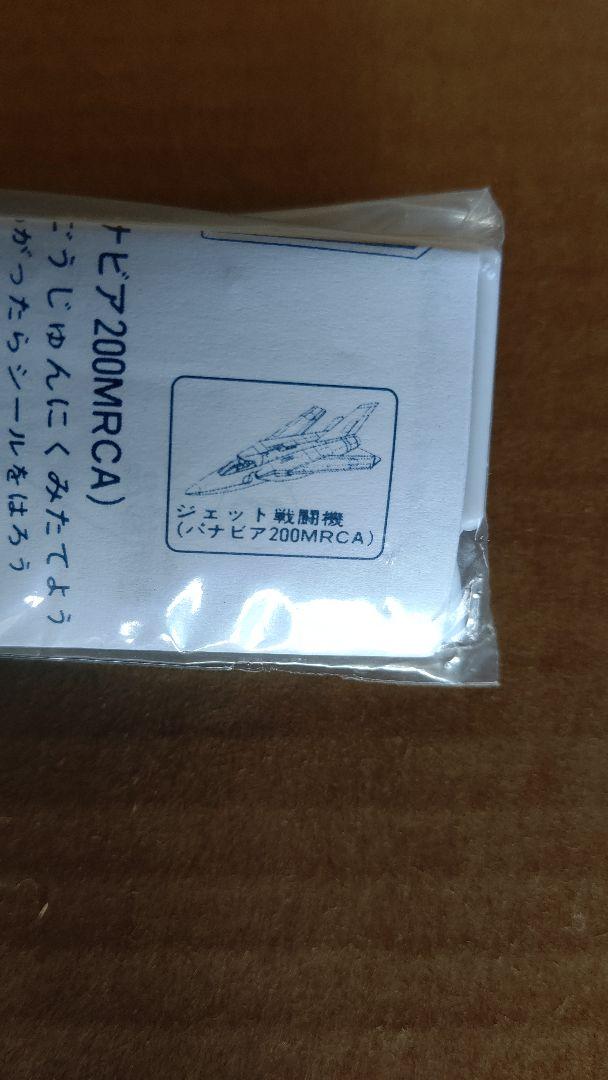 ナビア200MRCA)
ごうじゅんにくみたてよう
がったらシールをはろう
ジェット戦闘機
(パナビア200MRCA)